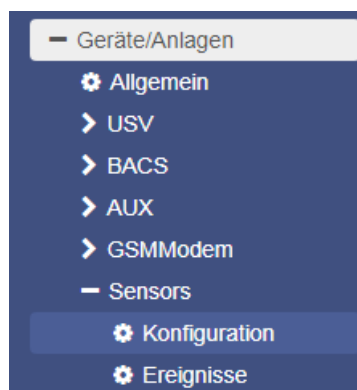 Geräte/Anlagen
Allgemein
USV
BACS
AUX
GSMModem
Sensors
Konfiguration
Ereignisse